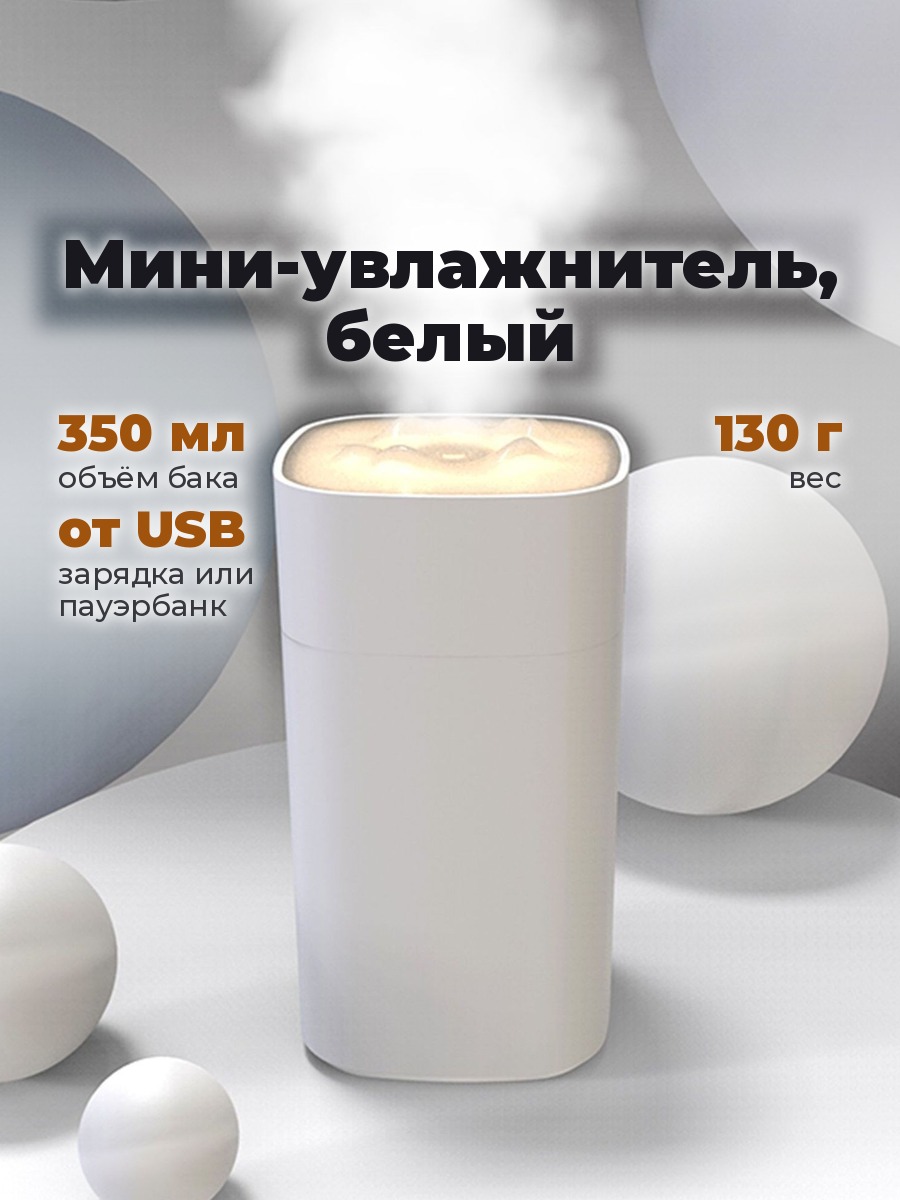 Мини-увлажнитель,
белый
350 мл
объём бака
от USB
зарядка или
пауэрбанк
130 г
вес